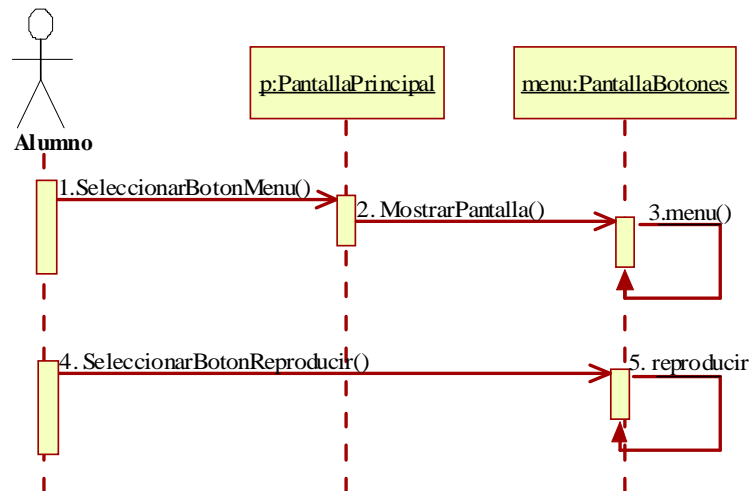 p:PantallaPrincipal
menu:PantallaBotones
Alumno
1.SeleccionarBotonMenu()
2. MostrarPantalla()
3.menu()
4. SeleccionarBotonReproducir()
5. reproducir